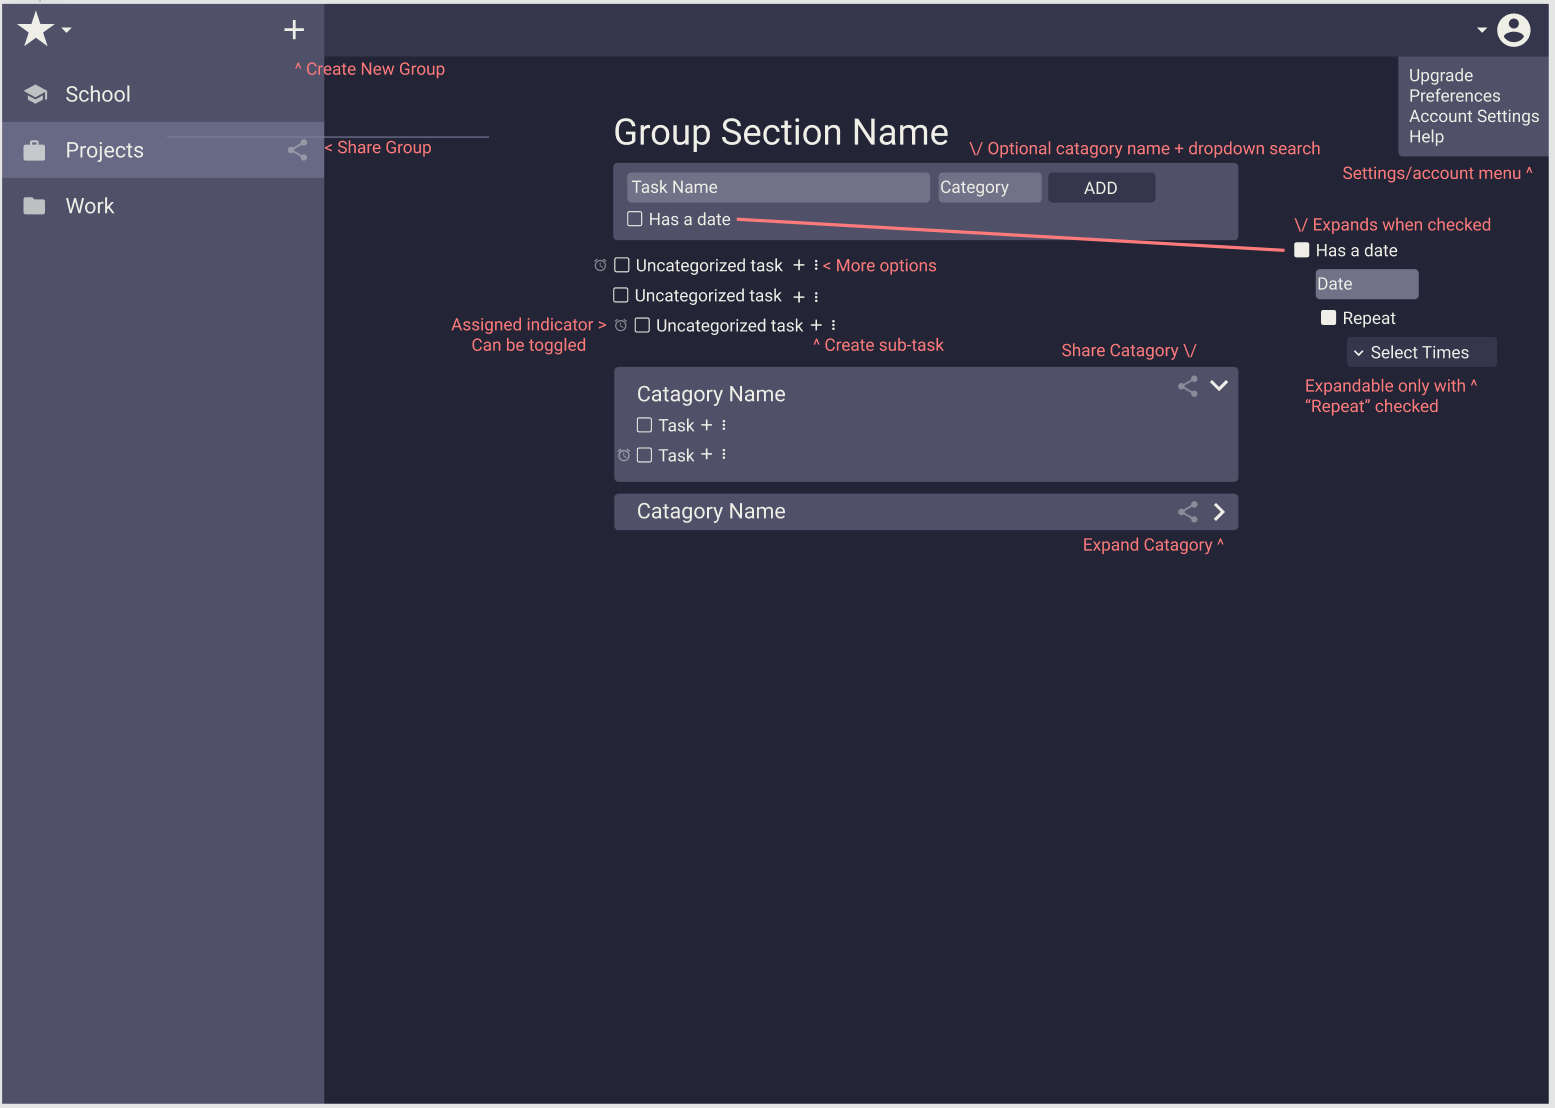 ^ Create New Group
School
Projects
< Share Group
Work
Upgrade
Preferences
Account Settings
Help
Settings/account menu ^
Group Section Name
\/ Optional catagory name + dropdown search
Task Name
Category
ADD
Has a date
\/ Expands when checked
Has a date
Date
Repeat
Select Times
Expandable only with ^
“Repeat” checked
Uncategorized task + < More options
Uncategorized task +
Assigned indicator >
Can be toggled
Uncategorized task +
^ Create sub-task
Share Catagory \/
Catagory Name
Task +
Task +
Catagory Name
Expand Catagory ^